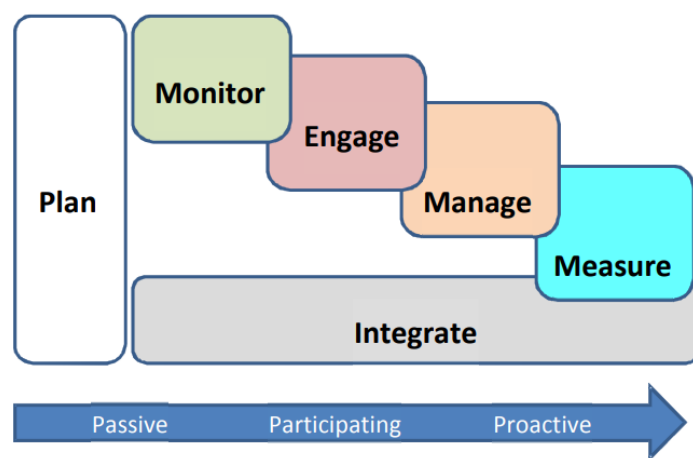 Monitor
Engage
Plan
Manage
Measure
Integrate
Passive
Participating
Proactive